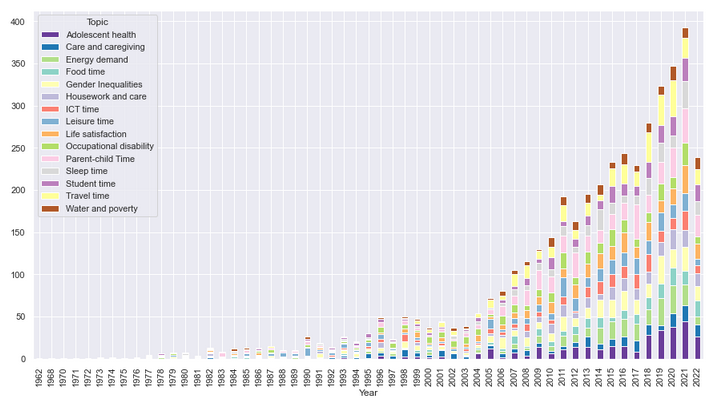 Topic
Adolescent health
Care and caregiving
Energy demand
Food time
Gender Inequalities
Housework and care
ICT time
Leisure time
Life satisfaction
Occupational disability
Parent-child Time
Sleep time
Student time
Travel time
Water and poverty
400
350
300
250
200
150
100
50
0
1962 1968 1970 1971 1972 1973 1974 1975 1976 1977 1978 1979 1980 1981 1982 1983 1984 1985 1986 1987 1988 1989 1990 1991 1992 1993 1994 1995 1996 1997 1998 1999 2000 2001 2002 2003 2004 2005 2006 2007 2008 2009 2010 2011 2012 2013 2014 2015 2016 2017 2018 2019 2020 2021 2022
Year